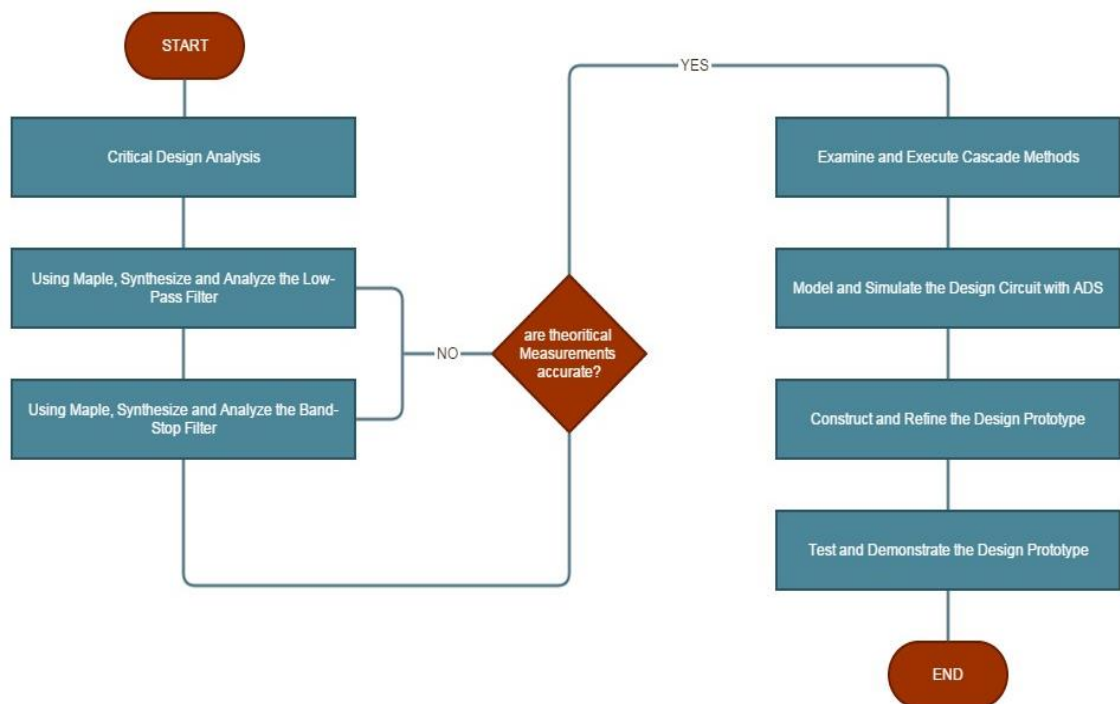 START
Critical Design Analysis
Using Maple, Synthesize and Analyze the Low-
Pass Filter
Using Maple, Synthesize and Analyze the Band-
Stop Filter
NO
are theoritical
Measurements
accurate?
YES
Examine and Execute Cascade Methods
Model and Simulate the Design Circuit with ADS
Construct and Refine the Design Prototype
Test and Demonstrate the Design Prototype
END